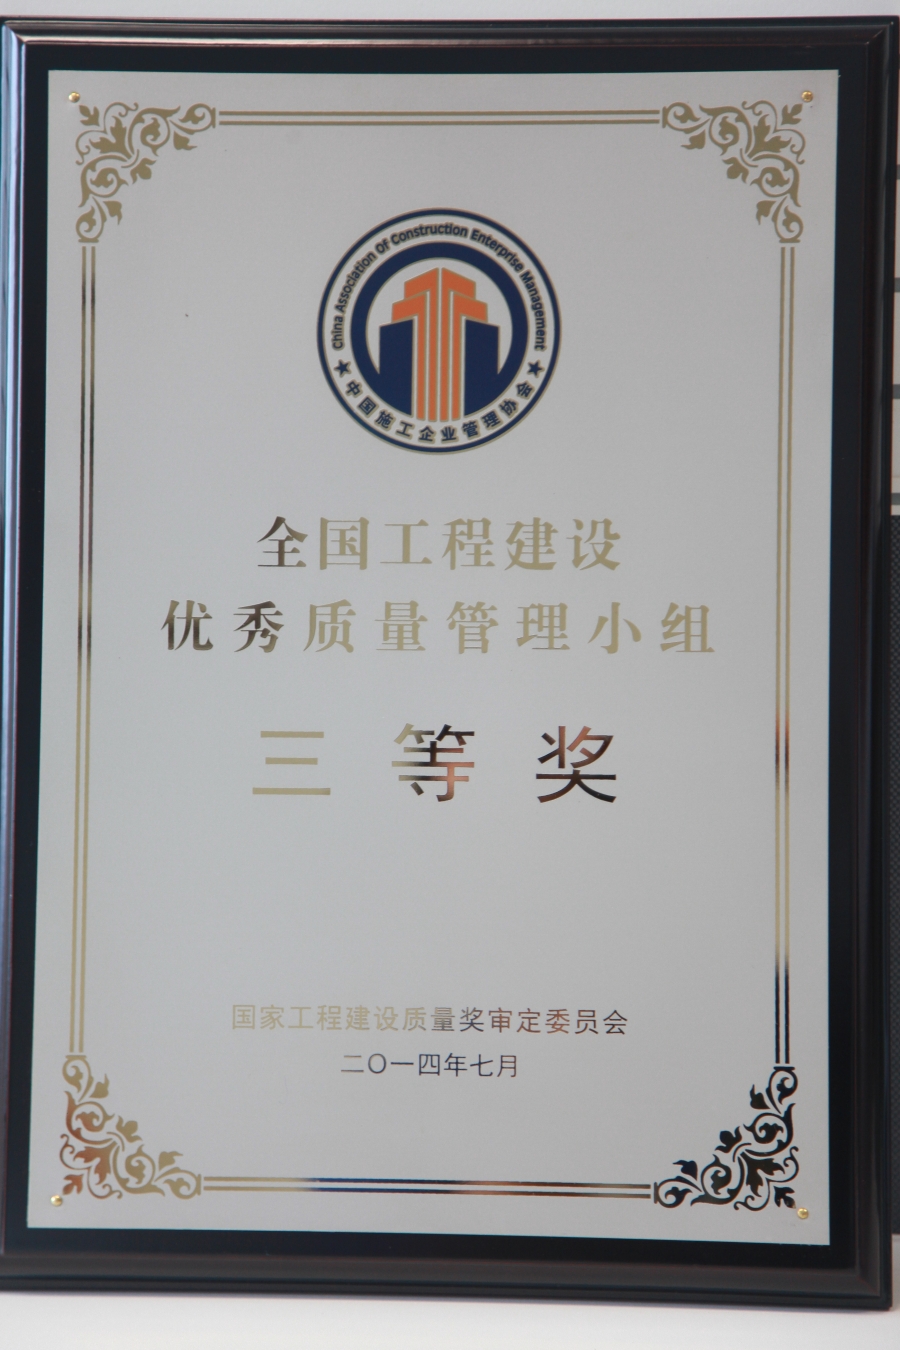 China Association Of Construction Enterprise Management
★中国施工企业管理协会★
全国工程建设
优秀质量管理小组
三等奖
国家工程建设质量奖审定委员会
二〇一四年七月